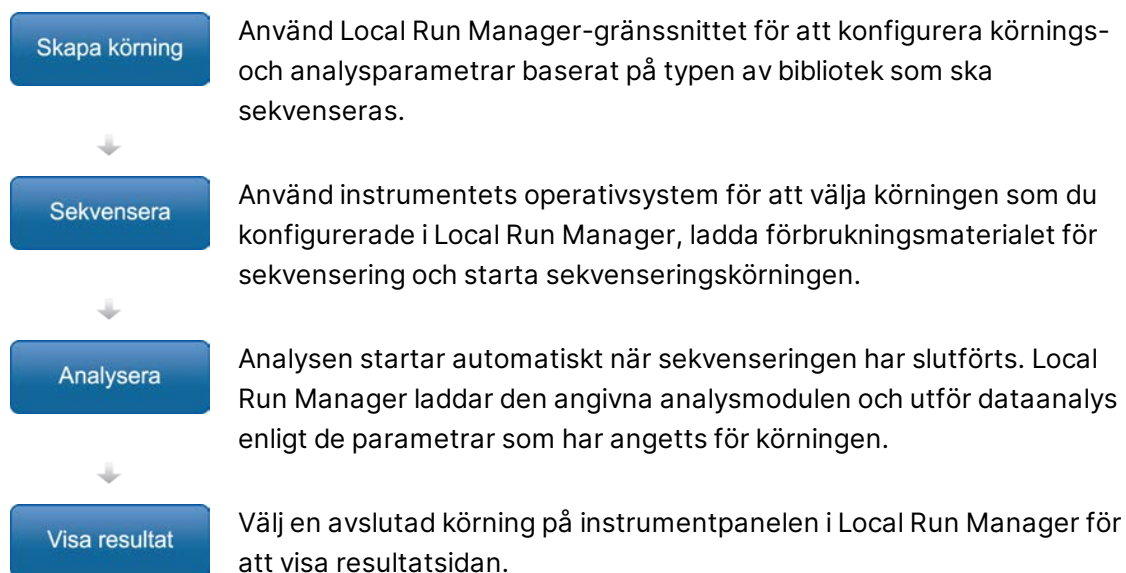 Skapa körning
Använd Local Run Manager-gränssnittet för att konfigurera körnings-
och analysparametrar baserat på typen av bibliotek som ska
sekvenseras.
Sekvensera
Använd instrumentets operativsystem för att välja körningen som du
konfigurerade i Local Run Manager, ladda förbrukningsmaterialet för
sekvensering och starta sekvenseringskörningen.
Analysera
Analysen startar automatiskt när sekvenseringen har slutförts. Local
Run Manager laddar den angivna analysmodulen och utför dataanalys
enligt de parametrar som har angetts för körningen.
Visa resultat
Välj en avslutad körning på instrumentpanelen i Local Run Manager för
att visa resultatsidan.